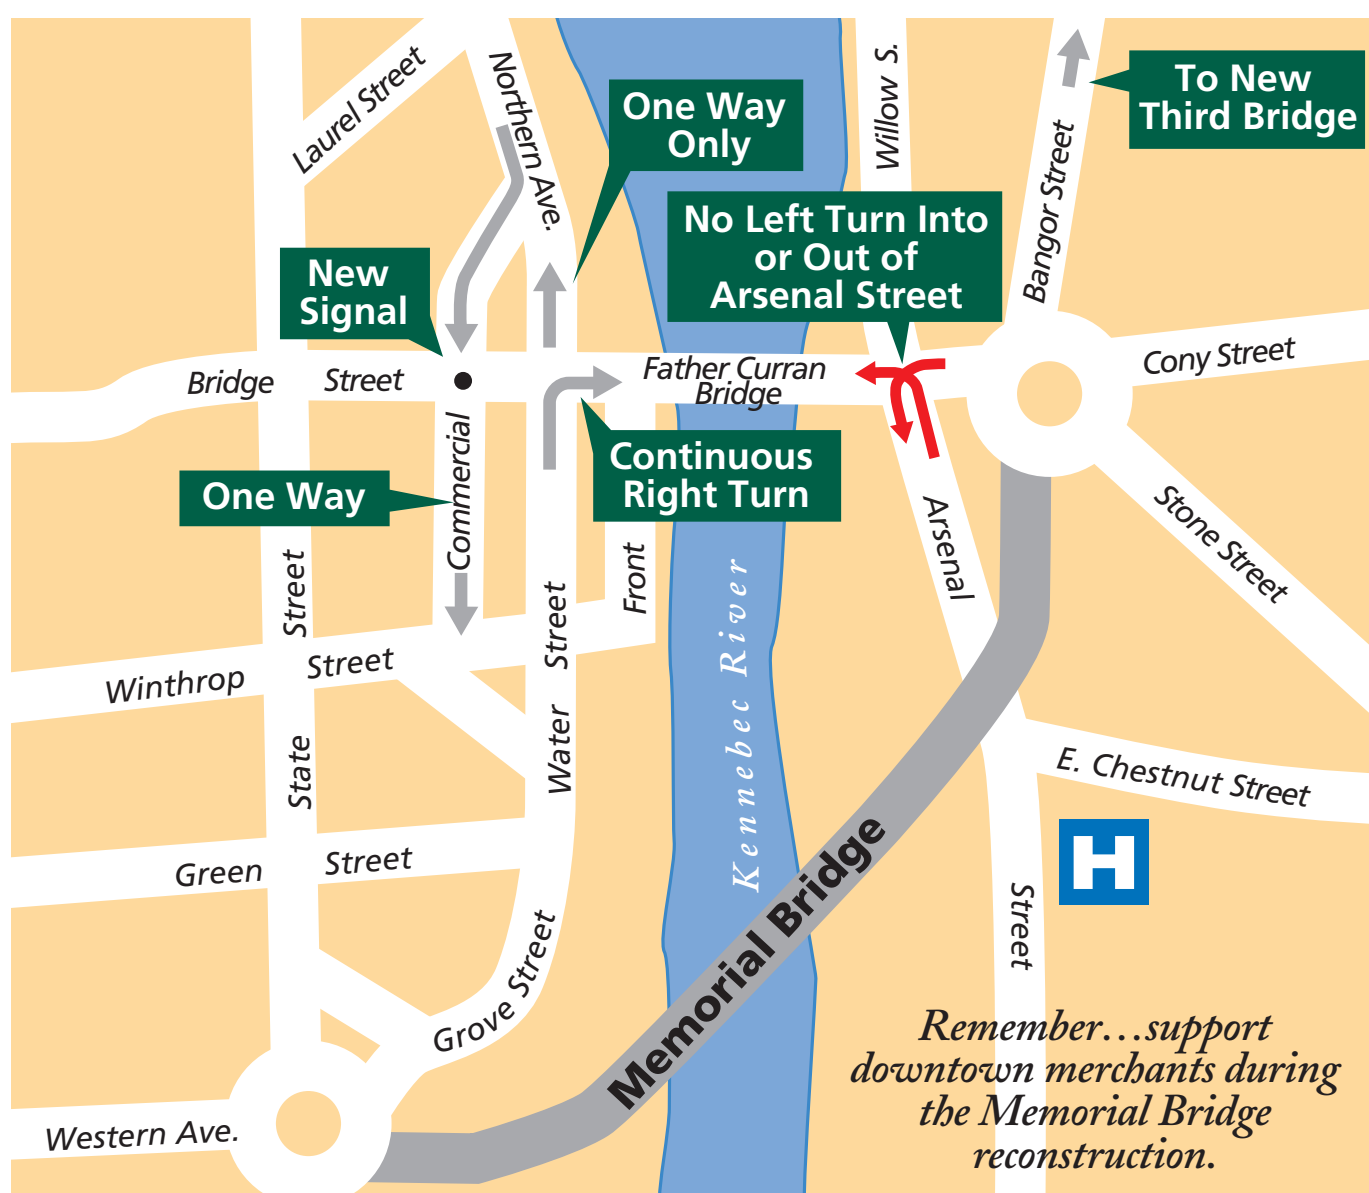 Laurel Street
Northern Ave.
One Way
Only
Willow S.
To New
Third Bridge
Bangor Street
No Left Turn Into
or Out of
Arsenal Street
New
Signal
Bridge Street
Father Curran
Bridge
Cony Street
One Way
Commercial
Continuous
Right Turn
Arsenal
Street
Stone Street
Front
Water Street
State Street
Winthrop Street
Kennebec River
E. Chestnut Street
H
Green Street
Grove Street
Memorial Bridge
Western Ave.
Remember...support
downtown merchants during
the Memorial Bridge
reconstruction.